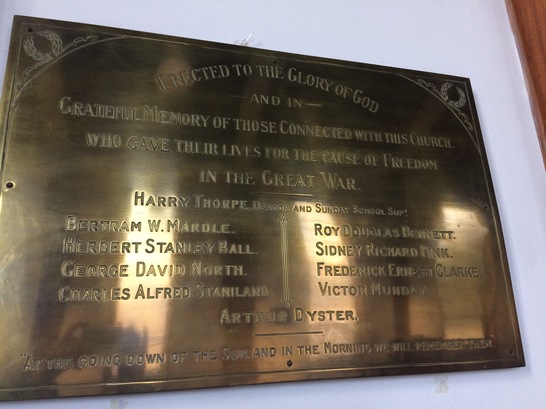 Erected to the Glory of God
— and in —
Grateful Memory of those Connected with this Church,
who gave their lives for the cause of Freedom
in the Great War.
Harry Thorpe, Deacon and Sunday School Supt.
Bertram W. Mardle.
Herbert Stanley Ball.
George David North.
Charles Alfred Staniland.
Roy Douglas Bennett.
Sidney Richard Fink.
Frederick Ernest Clarke.
Victor Munday.
Arthur Dyster.
"At the going down of the Sun, and in the Morning we will remember them."